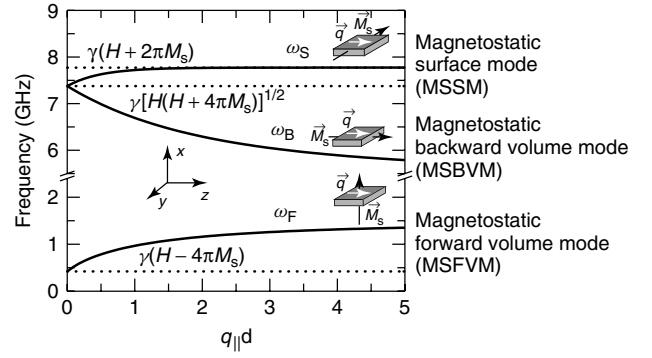 9
8
7
6
2
1
0
Frequency (GHz)
0 1 2 3 4 5
q||d
γ(H + 2πMs)
γ[H(H + 4πMs)]1/2
γ(H − 4πMs)
ωS
ωB
ωF
q⃗ M⃗s
M⃗s q⃗
q⃗
M⃗s
x
y
z
Magnetostatic
surface mode
(MSSM)
Magnetostatic
backward volume mode
(MSBVM)
Magnetostatic
forward volume mode
(MSFVM)